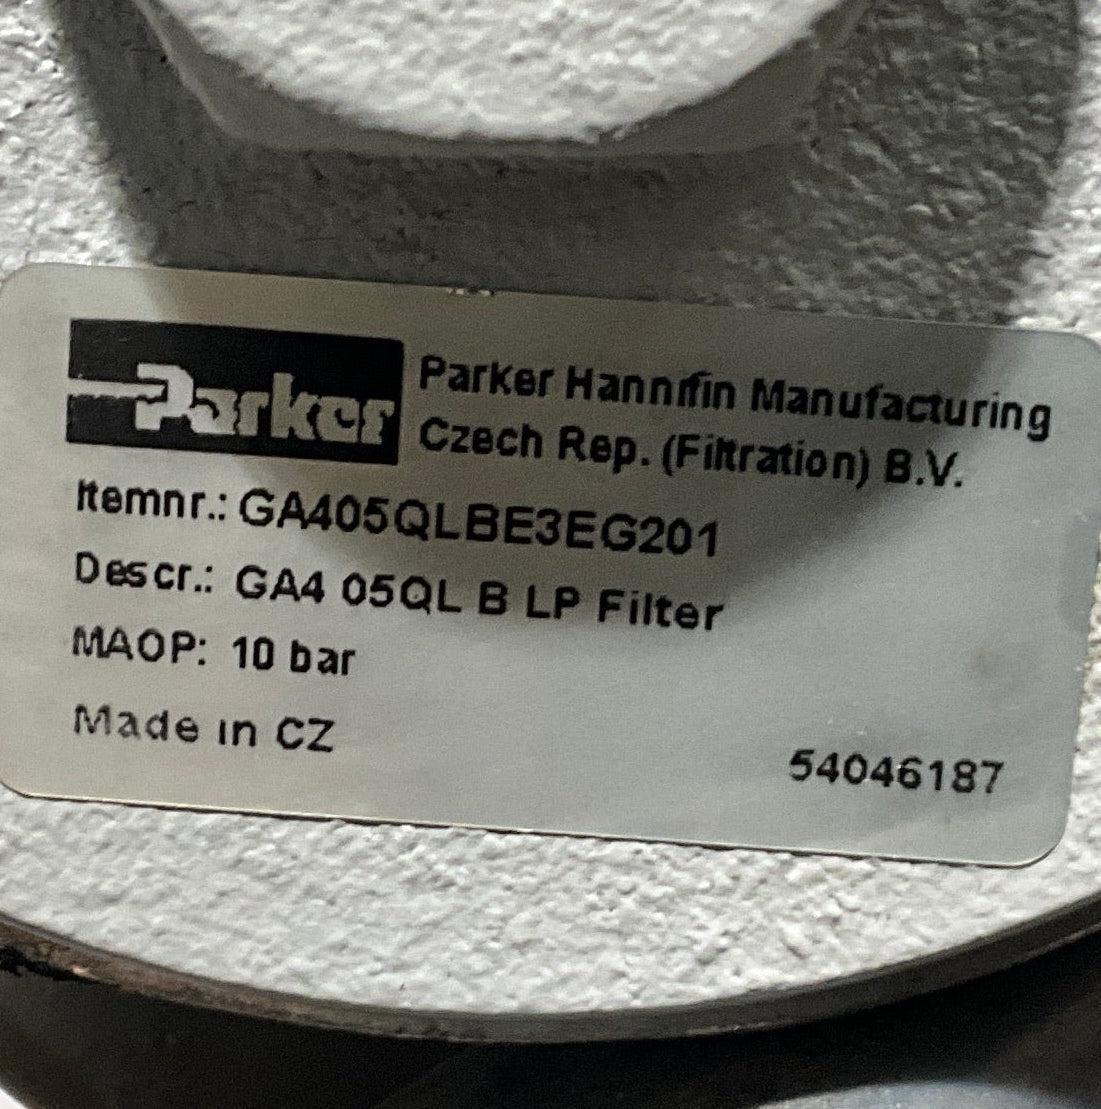 Parker
Parker Hannifin Manufacturing
Czech Rep. (Filtration) B.V.
Itemnr.: GA405QLBE3EG201
Descr.: GA4 05QL B LP Filter
MAOP: 10 bar
Made in CZ
54046187